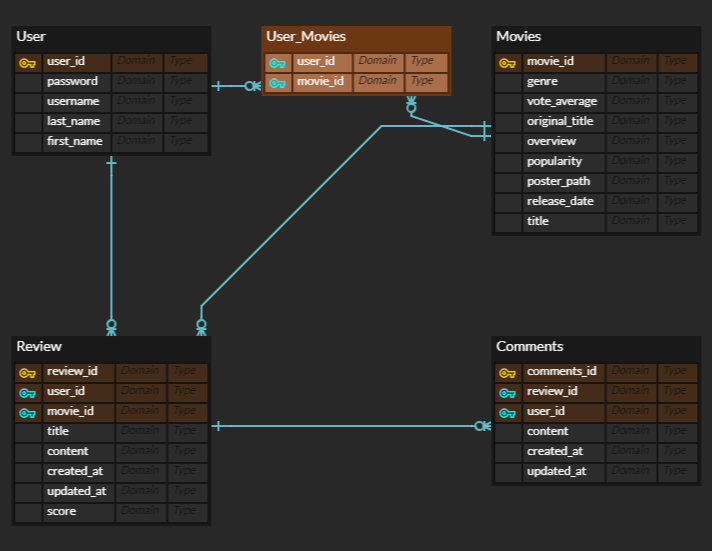 User
user_id Domain Type
password Domain Type
username Domain Type
last_name Domain Type
first_name Domain Type
User_Movies
user_id Domain Type
movie_id Domain Type
Movies
movie_id Domain Type
genre Domain Type
vote_average Domain Type
original_title Domain Type
overview Domain Type
popularity Domain Type
poster_path Domain Type
release_date Domain Type
title Domain Type
Review
review_id Domain Type
user_id Domain Type
movie_id Domain Type
title Domain Type
content Domain Type
created_at Domain Type
updated_at Domain Type
score Domain Type
Comments
comments_id Domain Type
review_id Domain Type
user_id Domain Type
content Domain Type
created_at Domain Type
updated_at Domain Type